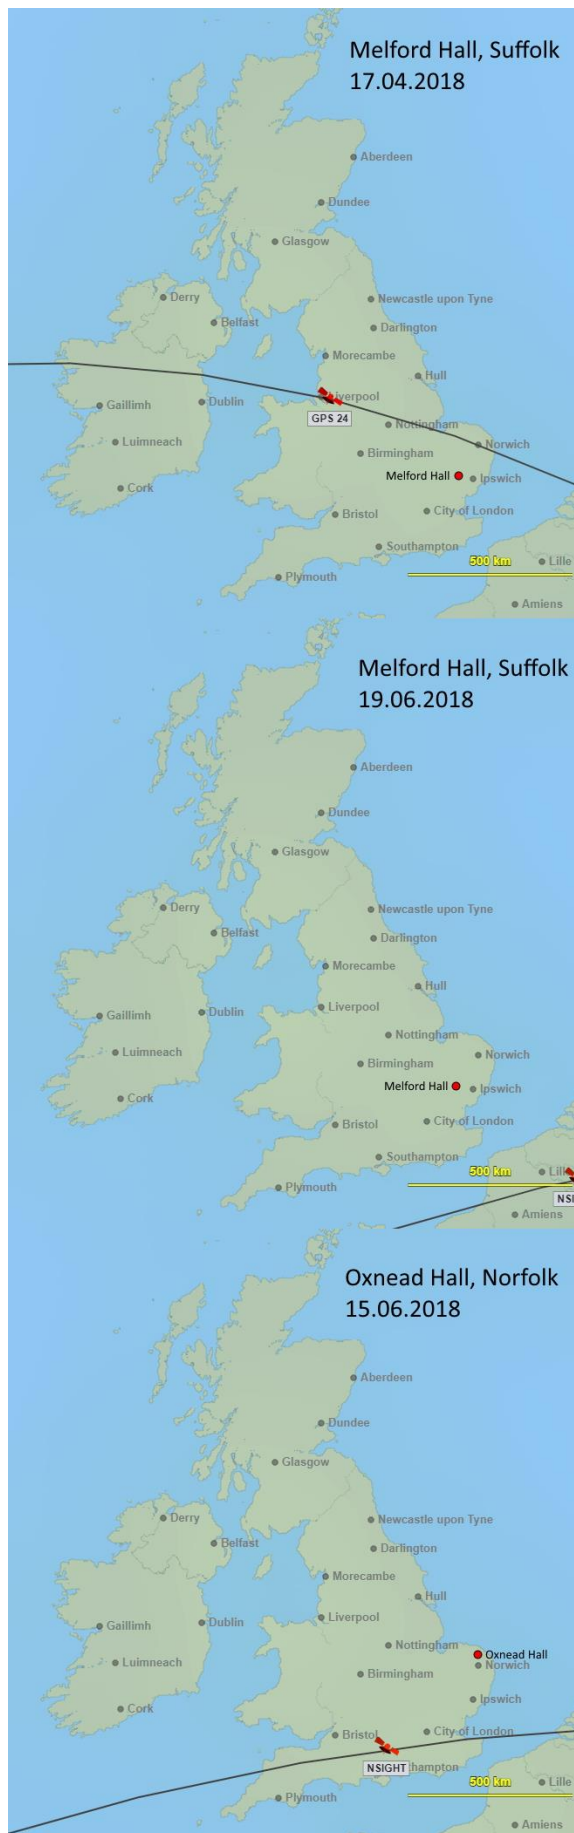 Melford Hall, Suffolk
17.04.2018
Aberdeen
Dundee
Glasgow
Derry
Newcastle upon Tyne
Belfast
Darlington
Morecambe
Hull
Liverpool
Gaillimh
Dublin
GPS 24
Nottingham
Luimneach
Norwich
Birmingham
Melford Hall
Ipswich
Cork
Bristol
City of London
Southampton
500 km
Lille
Plymouth
Amiens
Melford Hall, Suffolk
19.06.2018
Aberdeen
Dundee
Glasgow
Derry
Newcastle upon Tyne
Belfast
Darlington
Morecambe
Hull
Liverpool
Gaillimh
Dublin
Nottingham
Luimneach
Norwich
Birmingham
Melford Hall
Ipswich
Cork
Bristol
City of London
Southampton
500 km
Lill
Plymouth
NSI
Amiens
Oxnead Hall, Norfolk
15.06.2018
Aberdeen
Dundee
Glasgow
Derry
Newcastle upon Tyne
Belfast
Darlington
Morecambe
Hull
Liverpool
Gaillimh
Dublin
Nottingham
Oxnead Hall
Luimneach
Norwich
Birmingham
Ipswich
Cork
Bristol
City of London
NSIGHT
hampton
500 km
Lille
Plymouth
Amiens